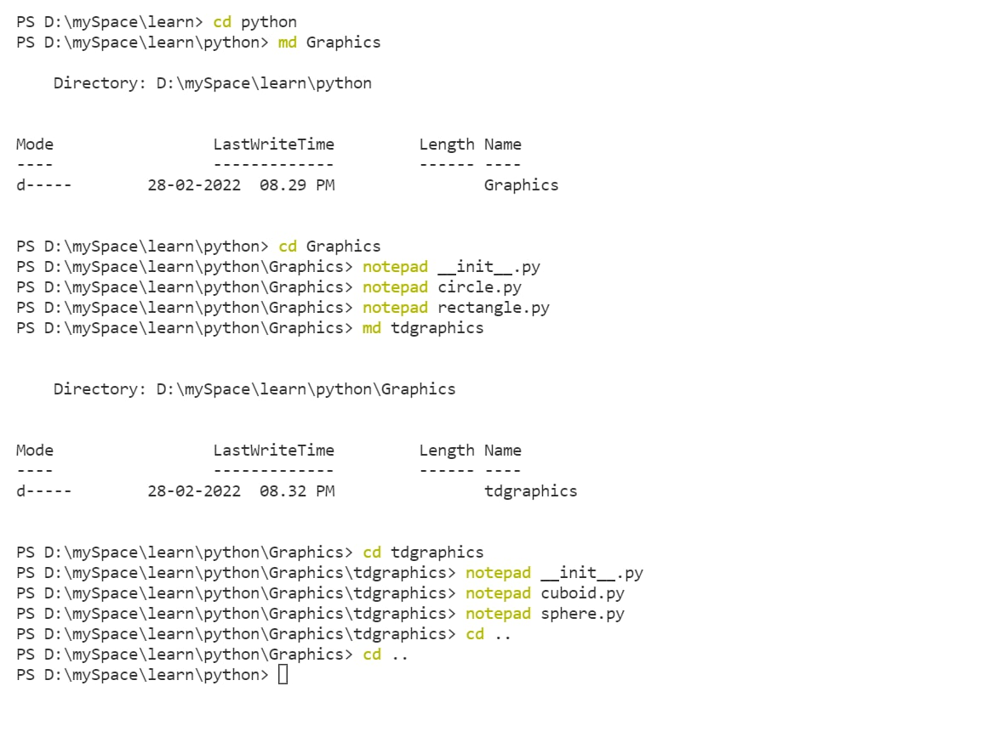 PS D:\mySpace\learn> cd python
PS D:\mySpace\learn\python> md Graphics
Directory: D:\mySpace\learn\python
Mode LastWriteTime Length Name
---- ------------- ------ ----
d----- 28-02-2022 08.29 PM Graphics
PS D:\mySpace\learn\python> cd Graphics
PS D:\mySpace\learn\python\Graphics> notepad __init__.py
PS D:\mySpace\learn\python\Graphics> notepad circle.py
PS D:\mySpace\learn\python\Graphics> notepad rectangle.py
PS D:\mySpace\learn\python\Graphics> md tdgraphics
Directory: D:\mySpace\learn\python\Graphics
Mode LastWriteTime Length Name
---- ------------- ------ ----
d----- 28-02-2022 08.32 PM tdgraphics
PS D:\mySpace\learn\python\Graphics> cd tdgraphics
PS D:\mySpace\learn\python\Graphics\tdgraphics> notepad __init__.py
PS D:\mySpace\learn\python\Graphics\tdgraphics> notepad cuboid.py
PS D:\mySpace\learn\python\Graphics\tdgraphics> notepad sphere.py
PS D:\mySpace\learn\python\Graphics\tdgraphics> cd ..
PS D:\mySpace\learn\python\Graphics> cd ..
PS D:\mySpace\learn\python>